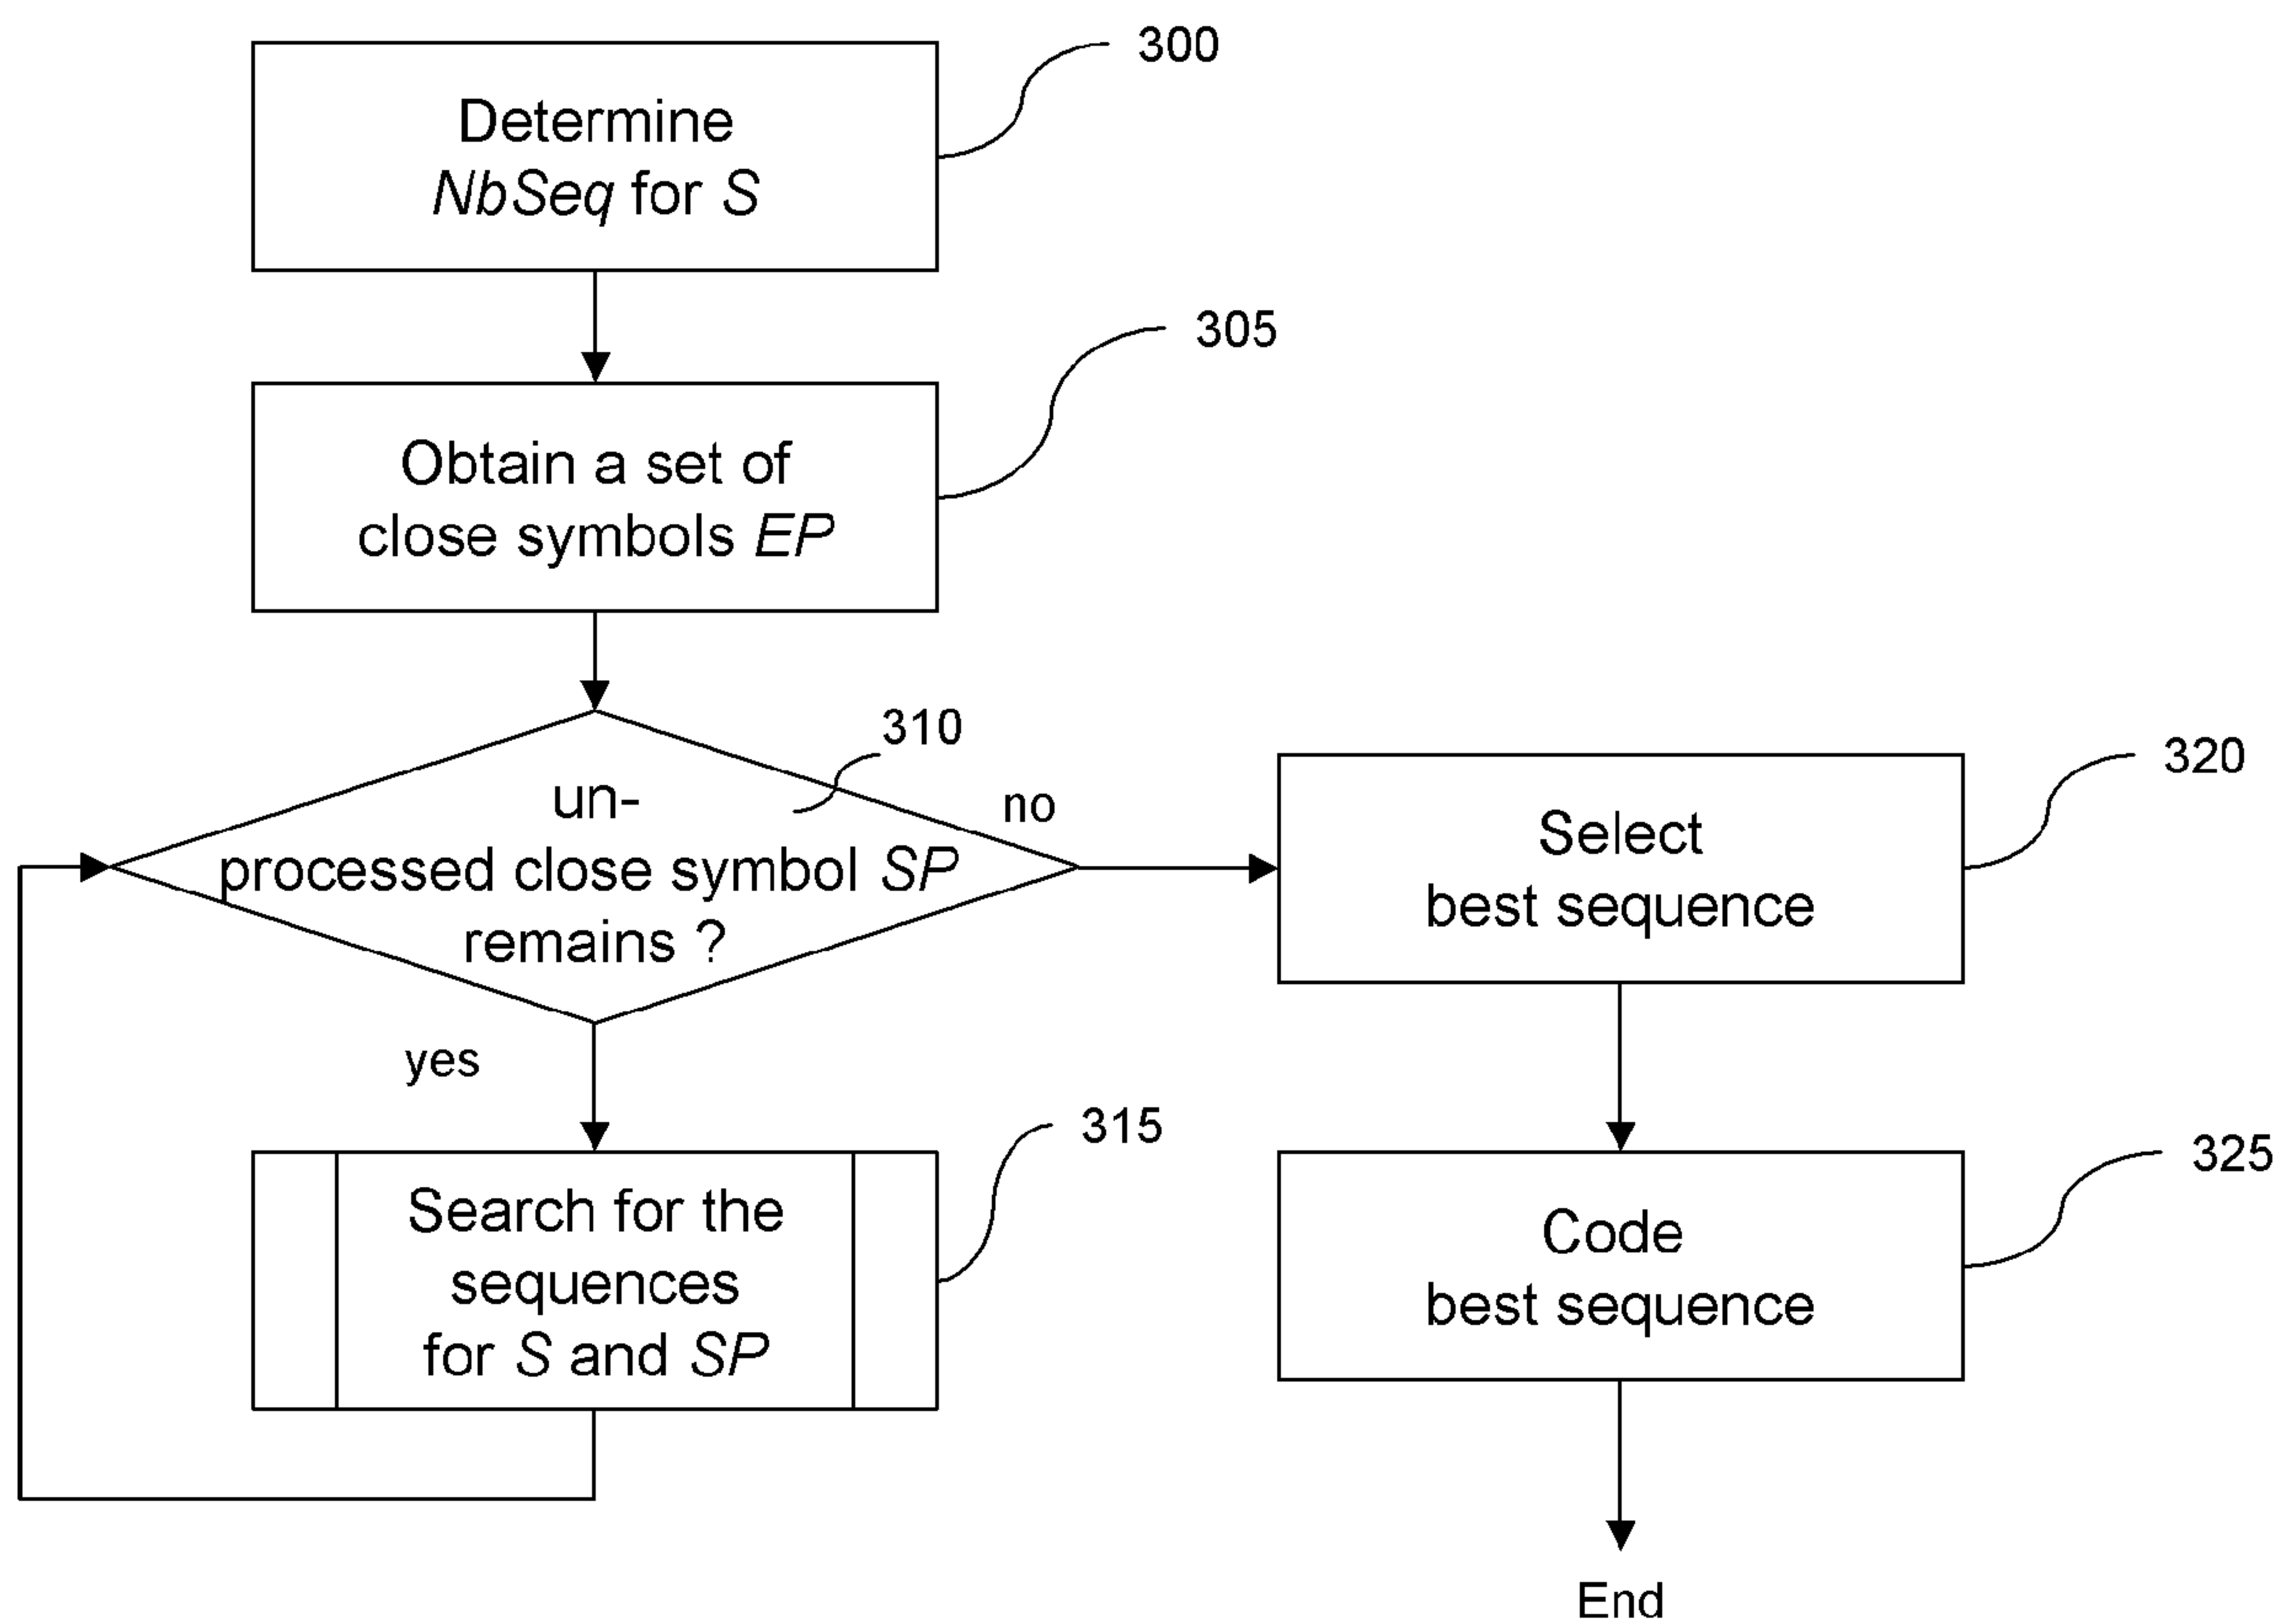 300
Determine
NbSeq for S
305
Obtain a set of
close symbols EP
310
un-
processed close symbol SP
remains ?
no
yes
315
Search for the
sequences
for S and SP
320
Select
best sequence
325
Code
best sequence
End